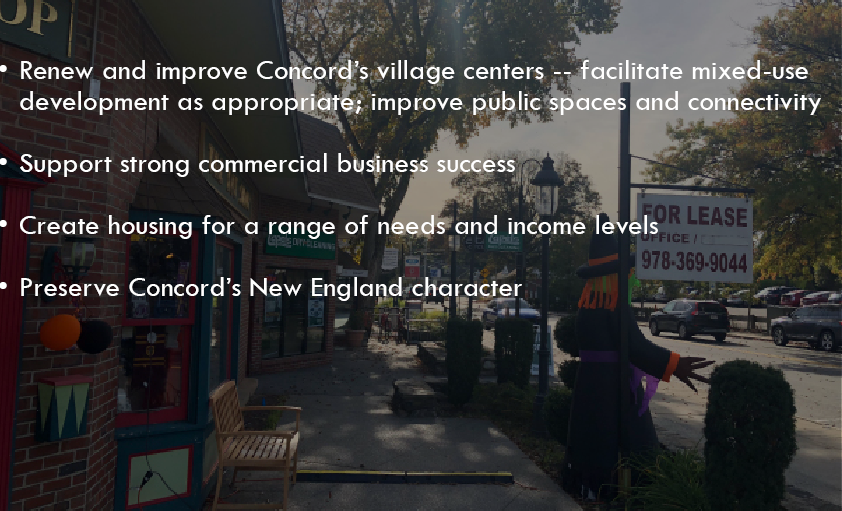 OP
• Renew and improve Concord’s village centers -- facilitate mixed-use
development as appropriate; improve public spaces and connectivity
• Support strong commercial business success
• Create housing for a range of needs and income levels
• Preserve Concord’s New England character
FOR LEASE
OFFICE /
978-369-9044
DRY CLEANING